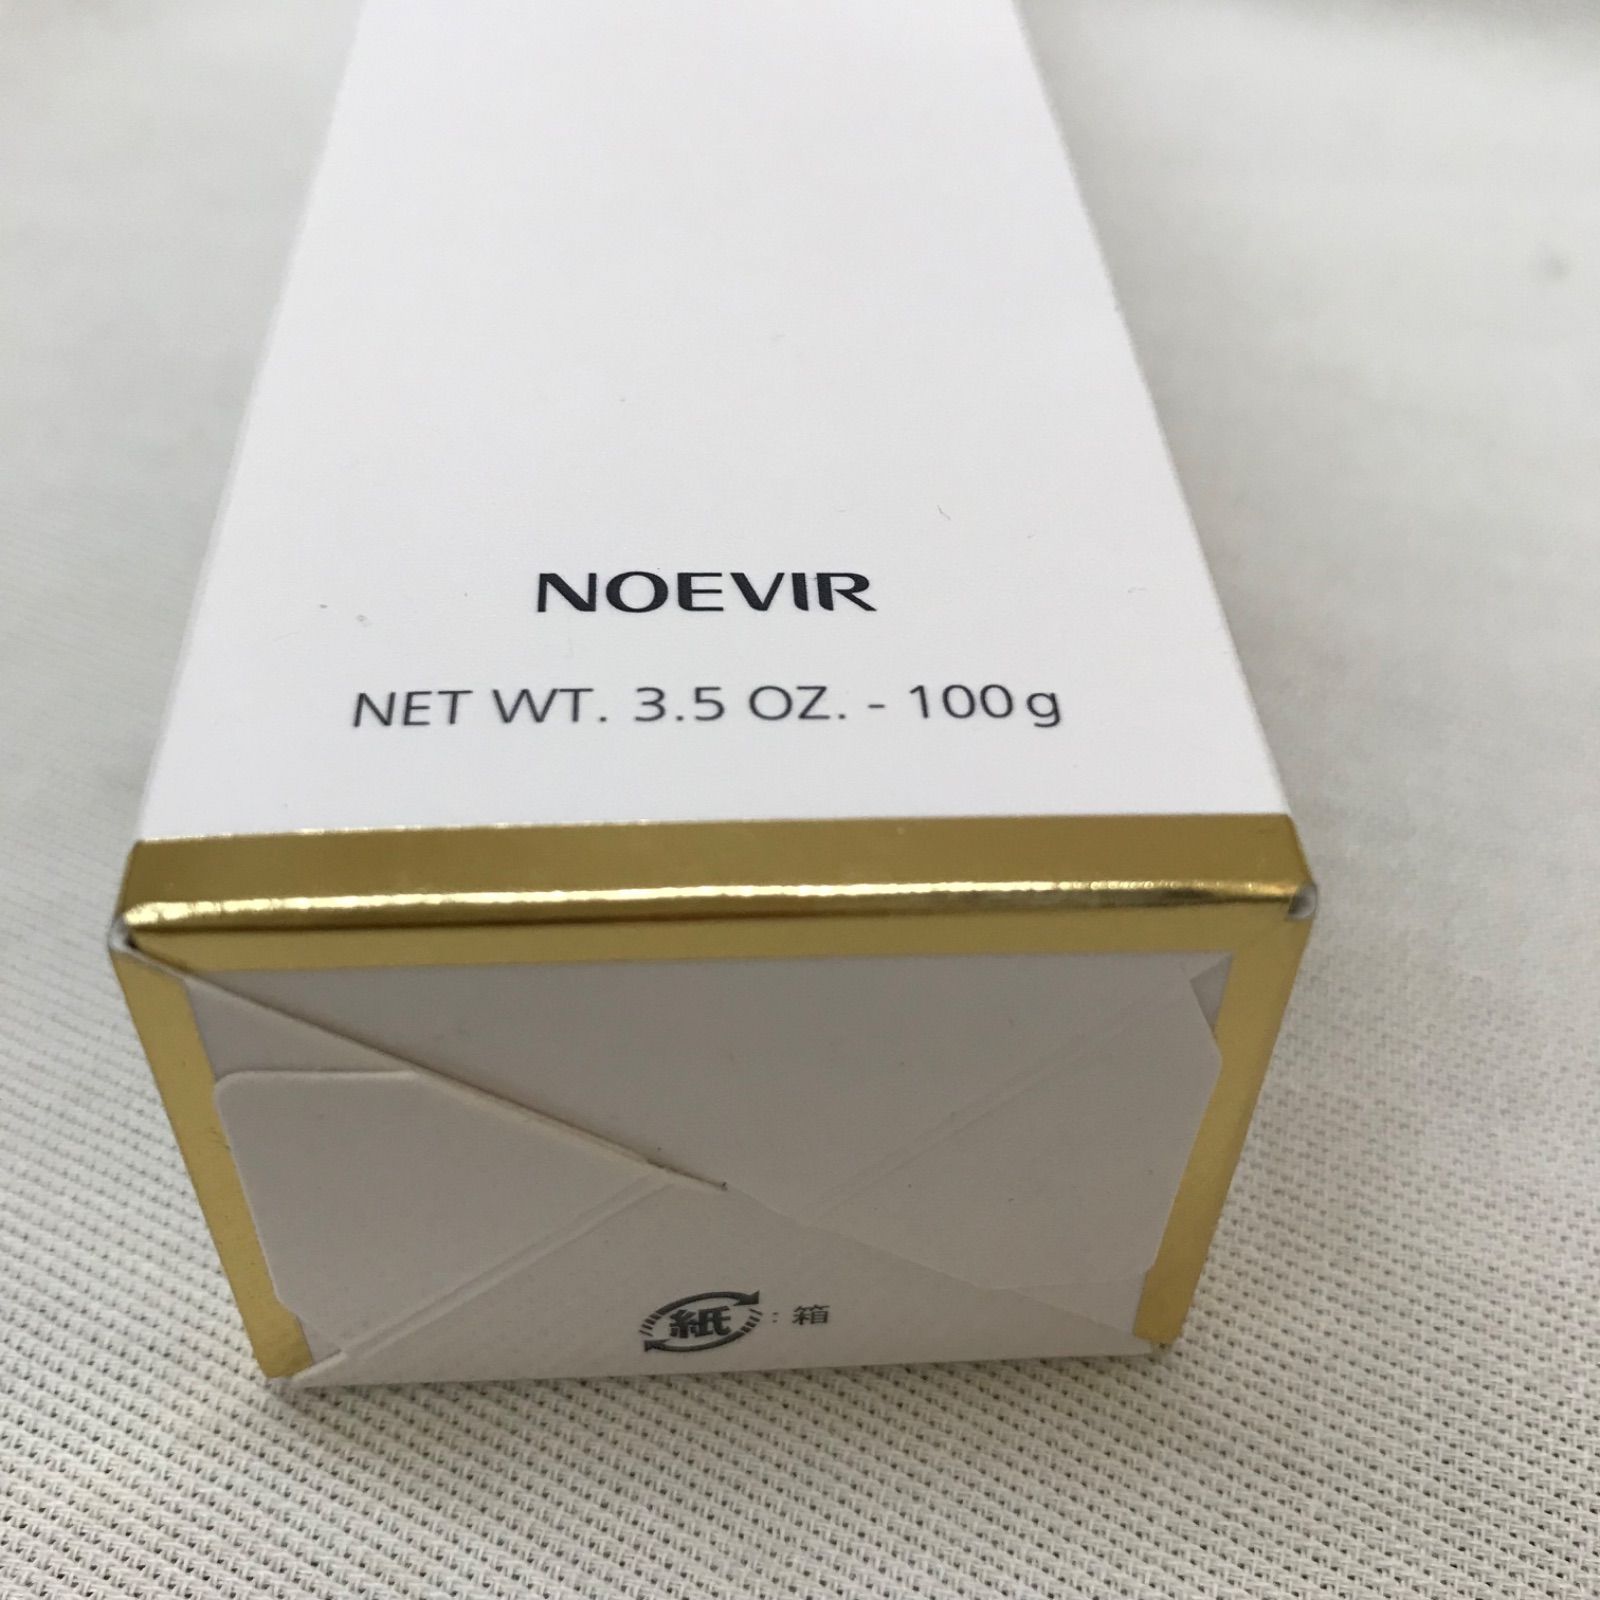 NOEVIR
NET WT. 3.5 OZ. - 100g
紙 : 箱